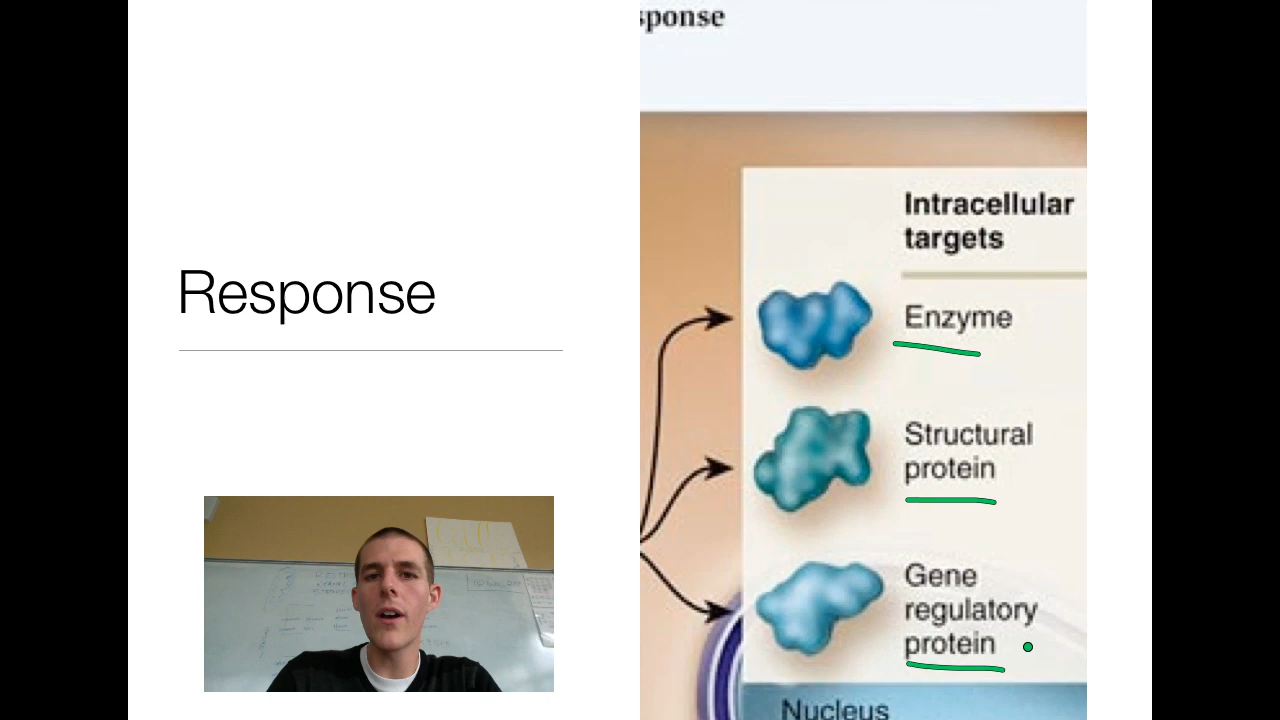 sponse
Response
Intracellular
targets
Enzyme
Structural
protein
Gene
regulatory
protein
Nucleus